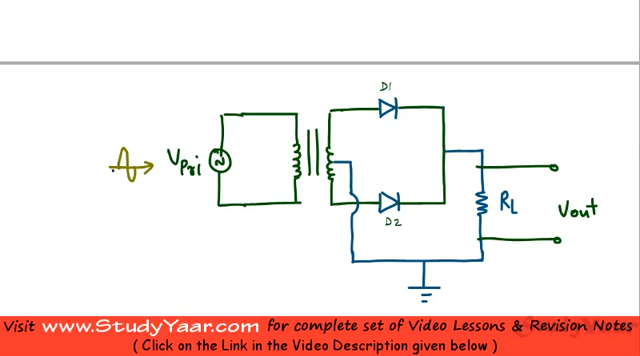 D1
Vpri
RL
Vout
D2
Visit www.StudyYaar.com for complete set of Video Lessons & Revision Notes
( Click on the Link in the Video Description given below )